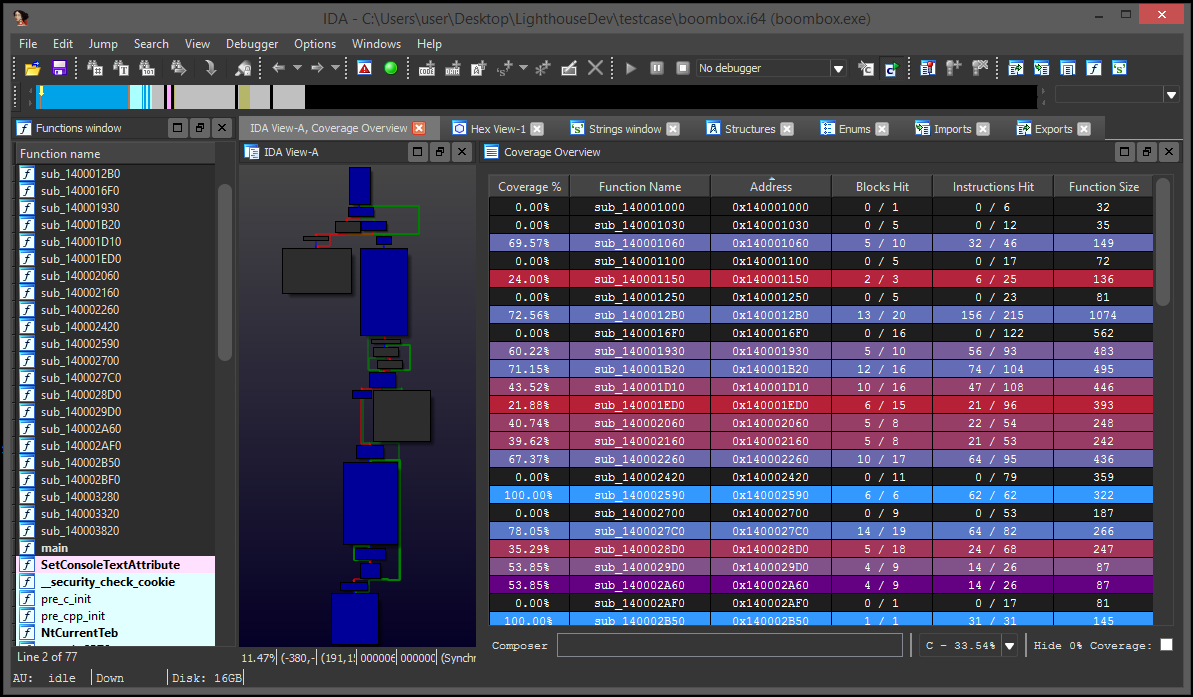 IDA - C:\Users\user\Desktop\LighthouseDev\testcase\boombox.i64 (boombox.exe)
File Edit Jump Search View Debugger Options Windows Help
No debugger
Functions window
IDA View-A, Coverage Overview Hex View-1 Strings window Structures Enums Imports Exports
Function name
sub_1400012B0
sub_1400016F0
sub_140001930
sub_140001B20
sub_140001D10
sub_140001ED0
sub_140002060
sub_140002160
sub_140002260
sub_140002420
sub_140002590
sub_140002700
sub_1400027C0
sub_1400028D0
sub_1400029D0
sub_140002A60
sub_140002AF0
sub_140002B50
sub_140002BF0
sub_140003280
sub_140003320
sub_140003820
main
SetConsoleTextAttribute
__security_check_cookie
pre_c_init
pre_cpp_init
NtCurrentTeb
Line 2 of 77
IDA View-A
11.47% (-380,- (191,1 000006 000000 (Synchr
Coverage Overview
Coverage % Function Name Address Blocks Hit Instructions Hit Function Size
0.00% sub_140001000 0x140001000 0 / 1 0 / 6 32
0.00% sub_140001030 0x140001030 0 / 5 0 / 12 35
69.57% sub_140001060 0x140001060 5 / 10 32 / 46 149
0.00% sub_140001100 0x140001100 0 / 5 0 / 17 72
24.00% sub_140001150 0x140001150 2 / 3 6 / 25 136
0.00% sub_140001250 0x140001250 0 / 5 0 / 23 81
72.56% sub_1400012B0 0x1400012B0 13 / 20 156 / 215 1074
0.00% sub_1400016F0 0x1400016F0 0 / 16 0 / 122 562
60.22% sub_140001930 0x140001930 5 / 10 56 / 93 483
71.15% sub_140001B20 0x140001B20 12 / 16 74 / 104 495
43.52% sub_140001D10 0x140001D10 10 / 16 47 / 108 446
21.88% sub_140001ED0 0x140001ED0 6 / 15 21 / 96 393
40.74% sub_140002060 0x140002060 5 / 8 22 / 54 248
39.62% sub_140002160 0x140002160 5 / 8 21 / 53 242
67.37% sub_140002260 0x140002260 10 / 17 64 / 95 436
0.00% sub_140002420 0x140002420 0 / 11 0 / 79 359
100.00% sub_140002590 0x140002590 6 / 6 62 / 62 322
0.00% sub_140002700 0x140002700 0 / 9 0 / 53 187
78.05% sub_1400027C0 0x1400027C0 14 / 19 64 / 82 266
35.29% sub_1400028D0 0x1400028D0 5 / 18 24 / 68 247
53.85% sub_1400029D0 0x1400029D0 4 / 9 14 / 26 87
53.85% sub_140002A60 0x140002A60 4 / 9 14 / 26 87
0.00% sub_140002AF0 0x140002AF0 0 / 1 0 / 17 81
100.00% sub_140002B50 0x140002B50 1 / 1 31 / 31 145
Composer C - 33.54% Hide 0% Coverage:
AU: idle Down Disk: 16GB